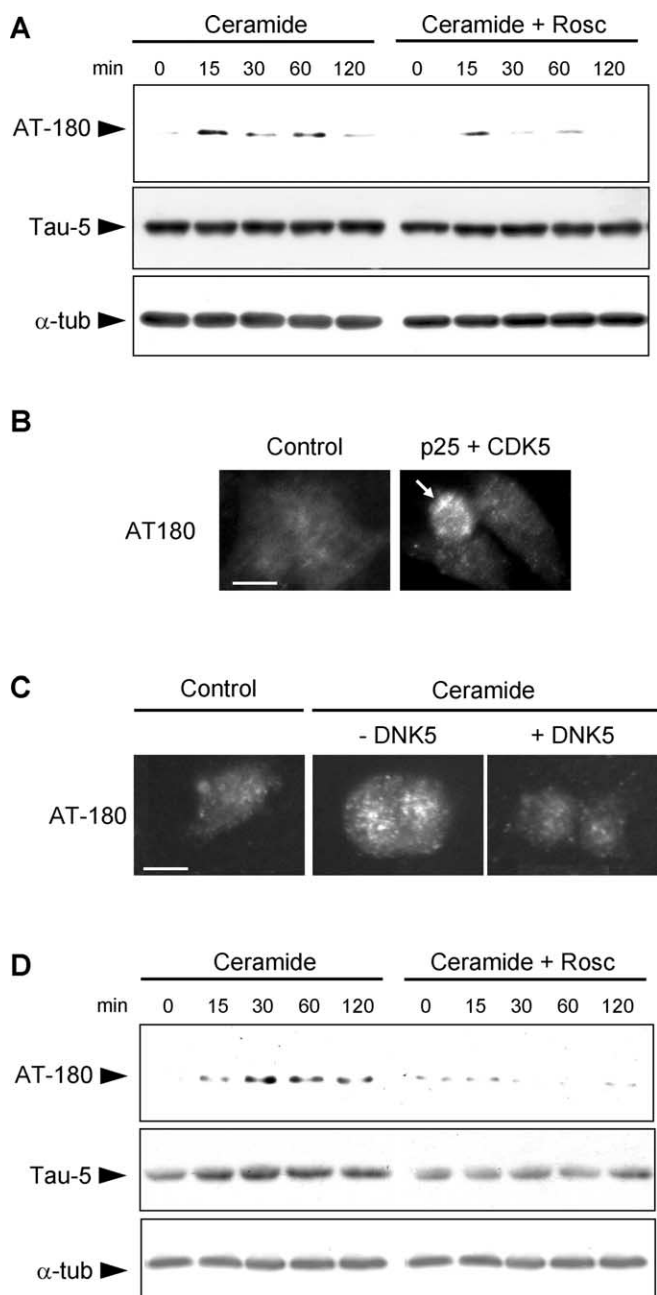 A
Ceramide Ceramide + Rosc
min 0 15 30 60 120 0 15 30 60 120
AT-180
Tau-5
α-tub
B
Control p25 + CDK5
AT180
C
Control Ceramide
- DNK5 + DNK5
AT-180
D
Ceramide Ceramide + Rosc
min 0 15 30 60 120 0 15 30 60 120
AT-180
Tau-5
α-tub